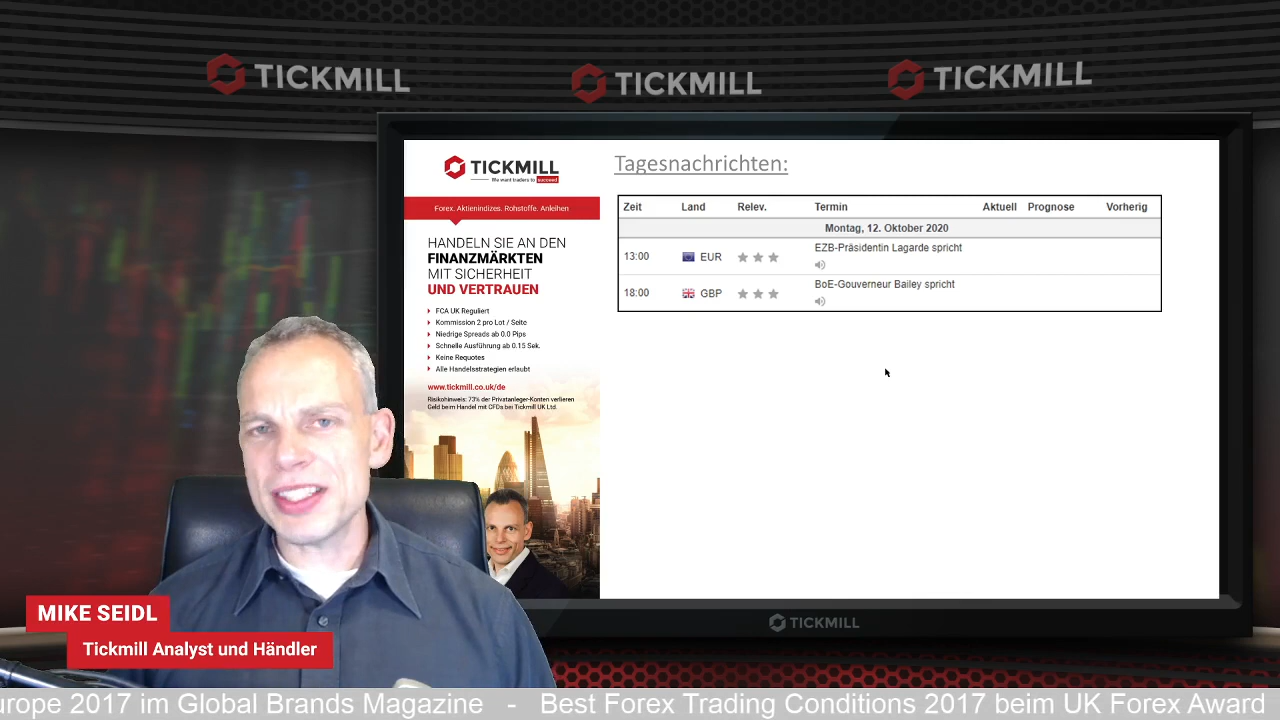 TICKMILL
TICKMILL
TICKMILL
TICKMILL
We want traders to succeed
Forex. Aktienindizes. Rohstoffe. Anleihen
HANDELN SIE AN DEN
FINANZMÄRKTEN
MIT SICHERHEIT
UND VERTRAUEN
FCA UK Reguliert
Kommission 2 pro Lot / Seite
Niedrige Spreads ab 0.0 Pips
Schnelle Ausführung ab 0.15 Sek.
Keine Requotes
Alle Handelsstrategien erlaubt
www.tickmill.co.uk/de
Risikohinweis: 73% der Privatanleger-Konten verlieren
Geld beim Handel mit CFDs bei Tickmill UK Ltd.
Tagesnachrichten:
Zeit Land Relev. Termin Aktuell Prognose Vorherig
Montag, 12. Oktober 2020
13:00 EUR EZB-Präsidentin Lagarde spricht
18:00 GBP BoE-Gouverneur Bailey spricht
TICKMILL
MIKE SEIDL
Tickmill Analyst und Händler
urope 2017 im Global Brands Magazine - Best Forex Trading Conditions 2017 beim UK Forex Award